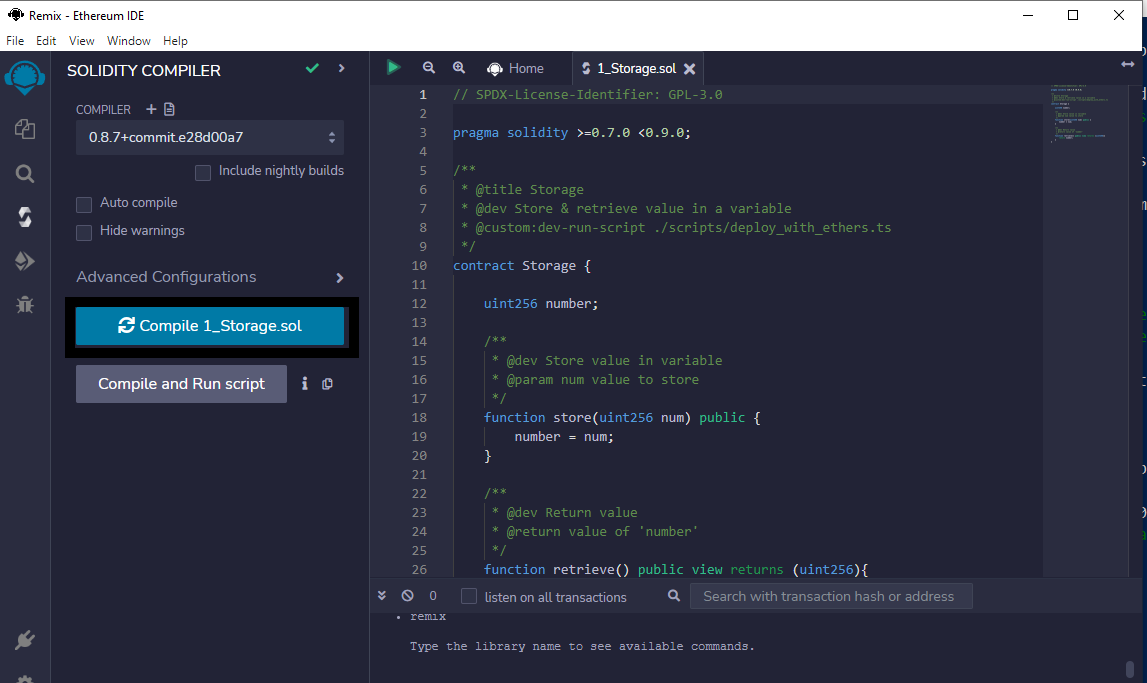 Remix - Ethereum IDE
File Edit View Window Help
SOLIDITY COMPILER
COMPILER
0.8.7+commit.e28d00a7
Include nightly builds
Auto compile
Hide warnings
Advanced Configurations
Compile 1_Storage.sol
Compile and Run script
Home 1_Storage.sol
1 // SPDX-License-Identifier: GPL-3.0
2
3 pragma solidity >=0.7.0 <0.9.0;
4
5 /**
6 * @title Storage
7 * @dev Store & retrieve value in a variable
8 * @custom:dev-run-script ./scripts/deploy_with_ethers.ts
9 */
10 contract Storage {
11
12 uint256 number;
13
14 /**
15 * @dev Store value in variable
16 * @param num value to store
17 */
18 function store(uint256 num) public {
19 number = num;
20 }
21
22 /**
23 * @dev Return value
24 * @return value of 'number'
25 */
26 function retrieve() public view returns (uint256){
0 listen on all transactions Search with transaction hash or address
• remix
Type the library name to see available commands.